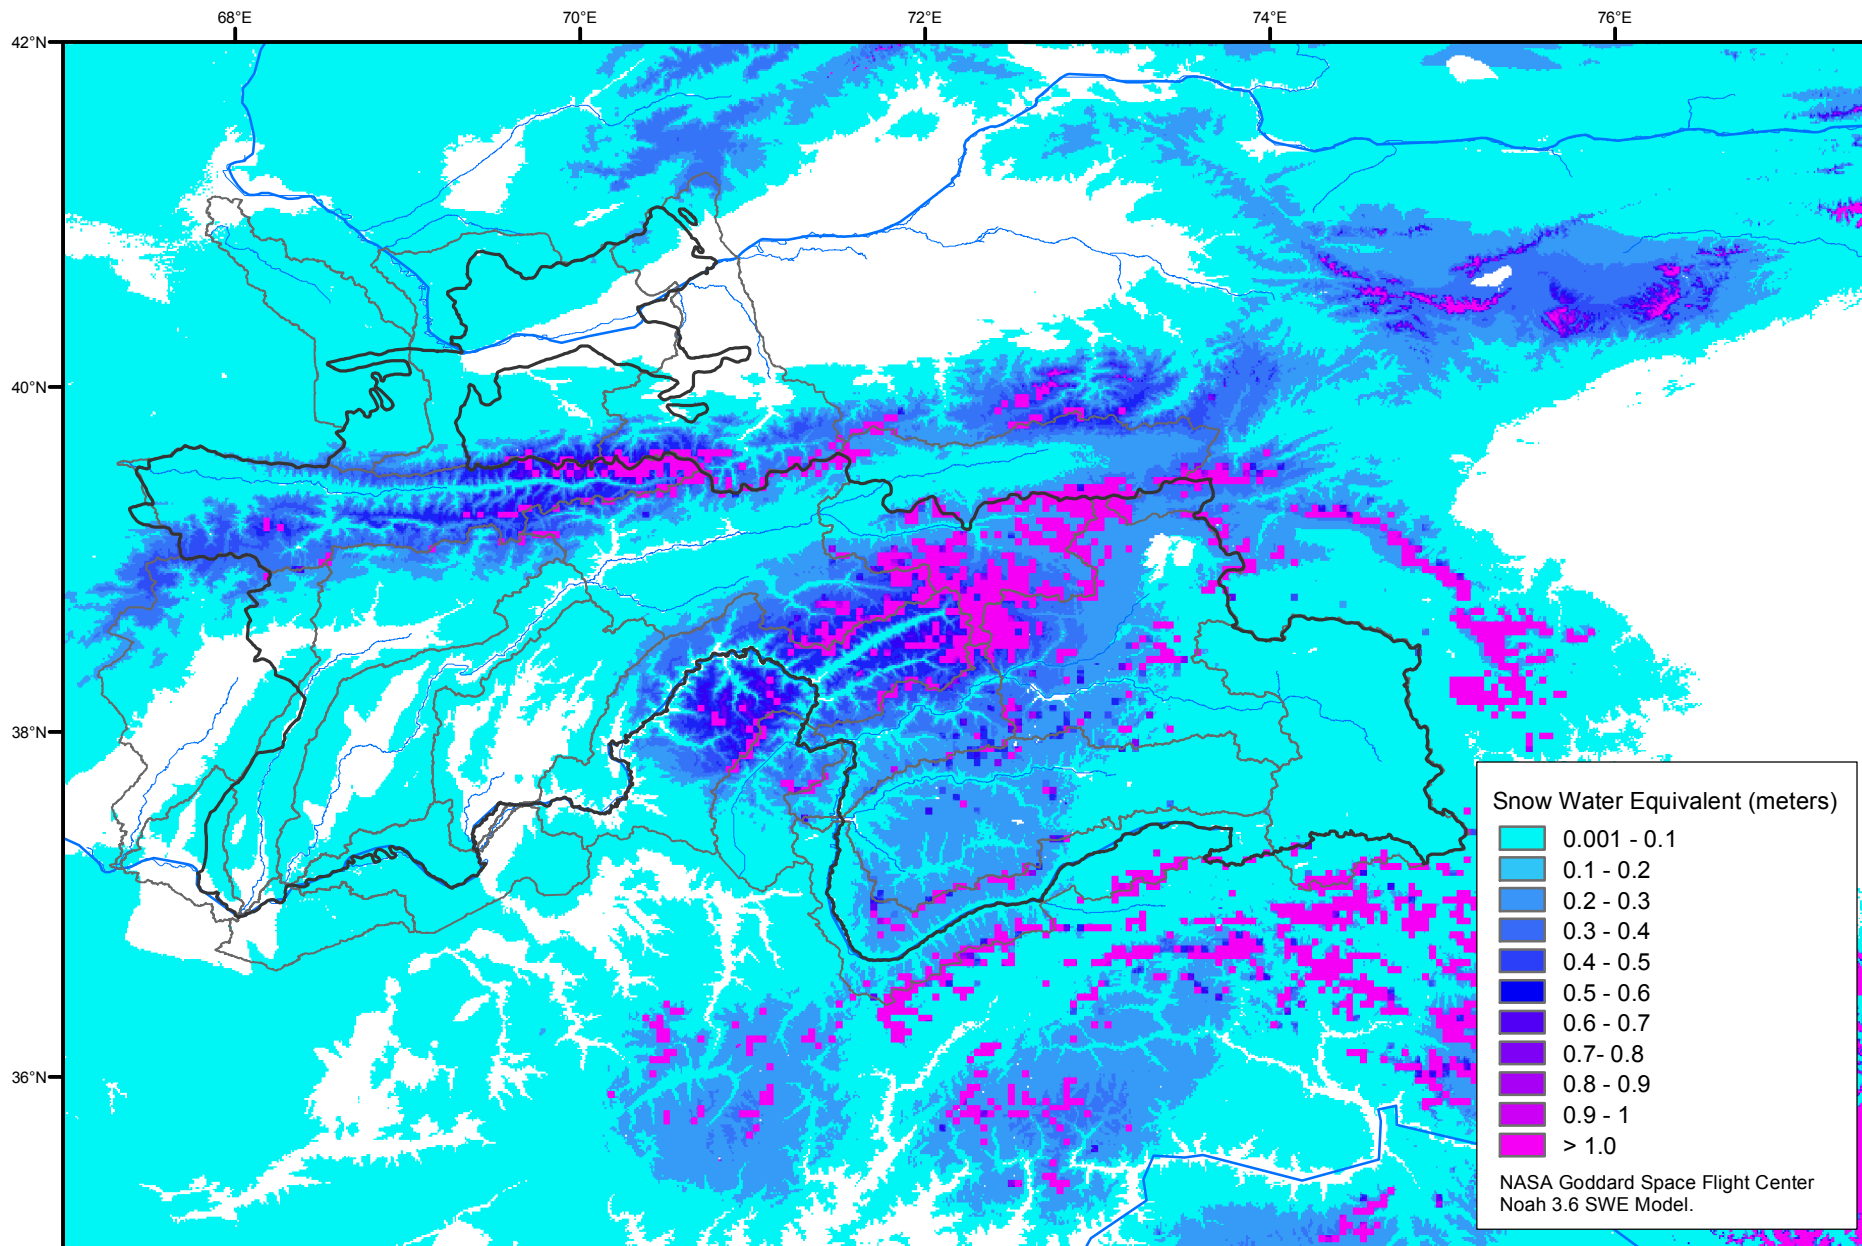 68°E
70°E
72°E
74°E
76°E
42°N
40°N
38°N
36°N
Snow Water Equivalent (meters)
0.001 - 0.1
0.1 - 0.2
0.2 - 0.3
0.3 - 0.4
0.4 - 0.5
0.5 - 0.6
0.6 - 0.7
0.7- 0.8
0.8 - 0.9
0.9 - 1
> 1.0
NASA Goddard Space Flight Center
Noah 3.6 SWE Model.